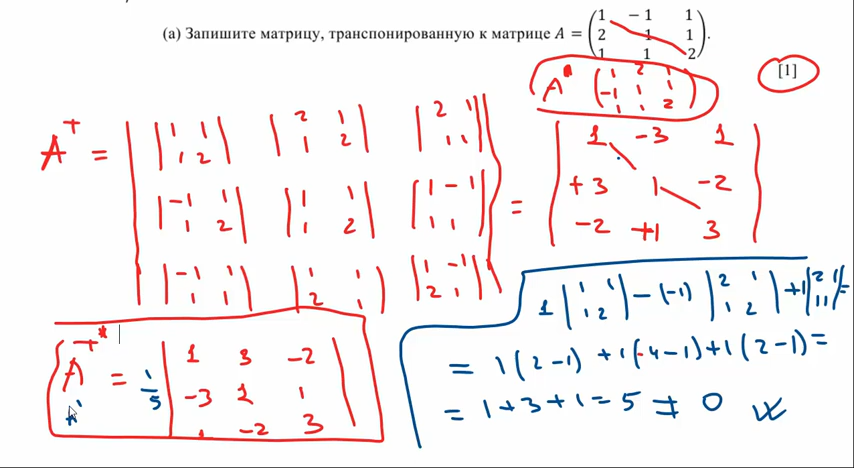 (а) Запишите матрицу, транспонированную к матрице A = (1 −1 1
2 1 1
1 1 2).
[1]
A* (1 2 1
-1 1 1
1 1 2)
A+ = | |1 1 1 2| |2 1 1 2| |2 1 1 1|
|-1 1 1 2| |1 1 1 2| |1 -1 1 1|
|-1 1 1 1| |1 1 2 1| |1 -1 2 1| |
= | 1 -3 1
+3 1 -2
-2 +1 3 |
1 |1 1 1 2| -(-1) |2 1 1 2| +1 |2 1 1 1| =
= 1(2-1) +1(4-1)+1(2-1)=
= 1+3+1=5 ≠ 0
A+* = 1/5 | 1 3 -2
-3 1 1
1 -2 3 |
A'